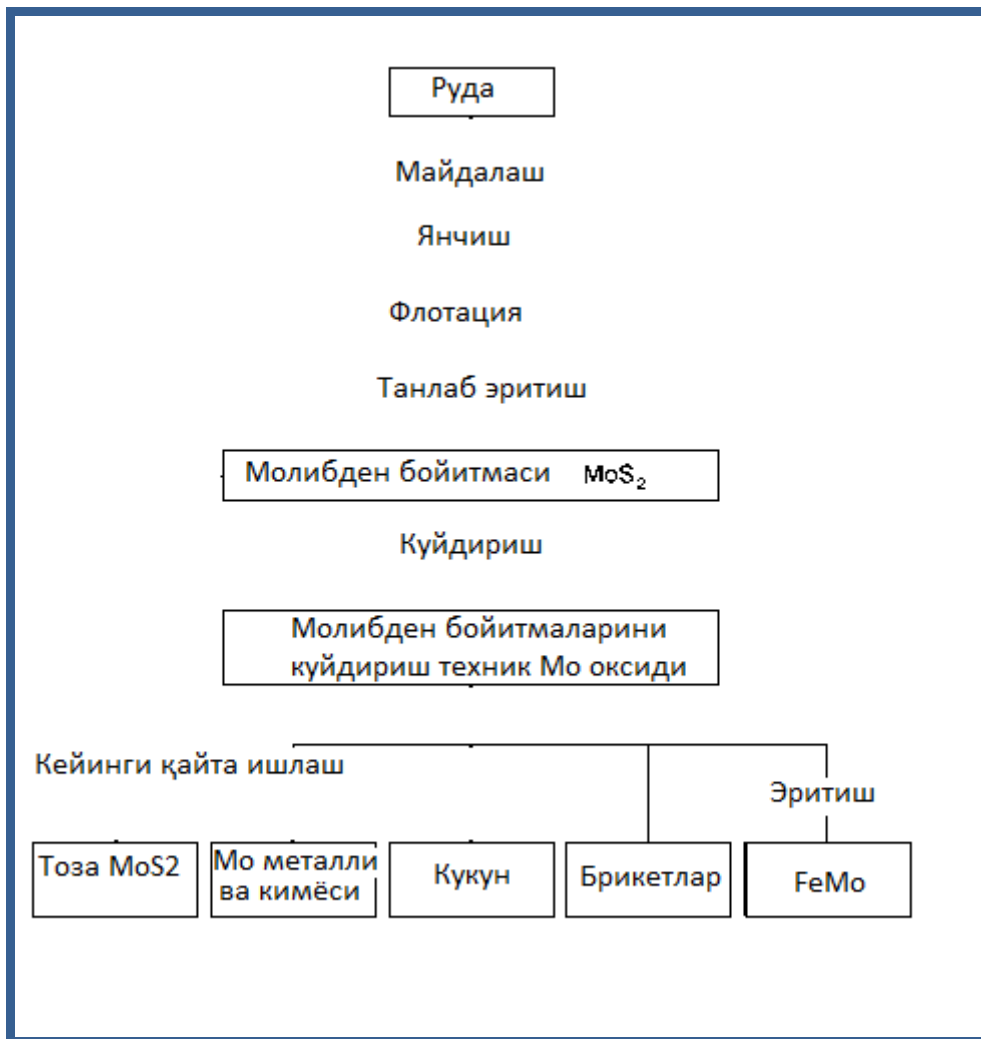 Руда
Майдалаш
Янчиш
Флотация
Танлаб эритиш
Молибден бойитмаси MoS₂
Куйдириш
Молибден бойитмаларини
куйдириш техник Мо оксиди
Кейинги қайта ишлаш
Эритиш
Тоза MoS2
Мо металли
ва кимёси
Кукун
Брикетлар
FeMo